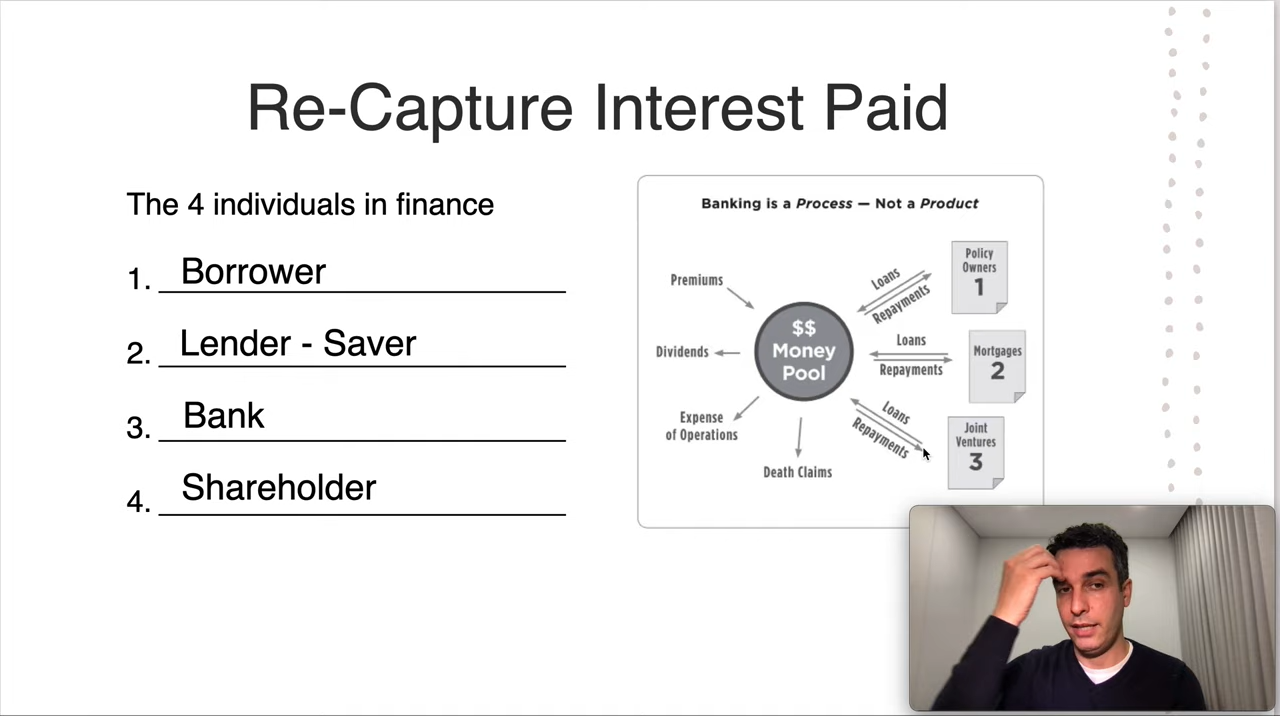 Re-Capture Interest Paid
The 4 individuals in finance
1. Borrower
2. Lender - Saver
3. Bank
4. Shareholder
Banking is a Process — Not a Product
Premiums
Dividends
Expense
of Operations
Death Claims
$$
Money
Pool
Loans
Repayments
Policy
Owners
1
Loans
Repayments
Mortgages
2
Loans
Repayments
Joint
Ventures
3